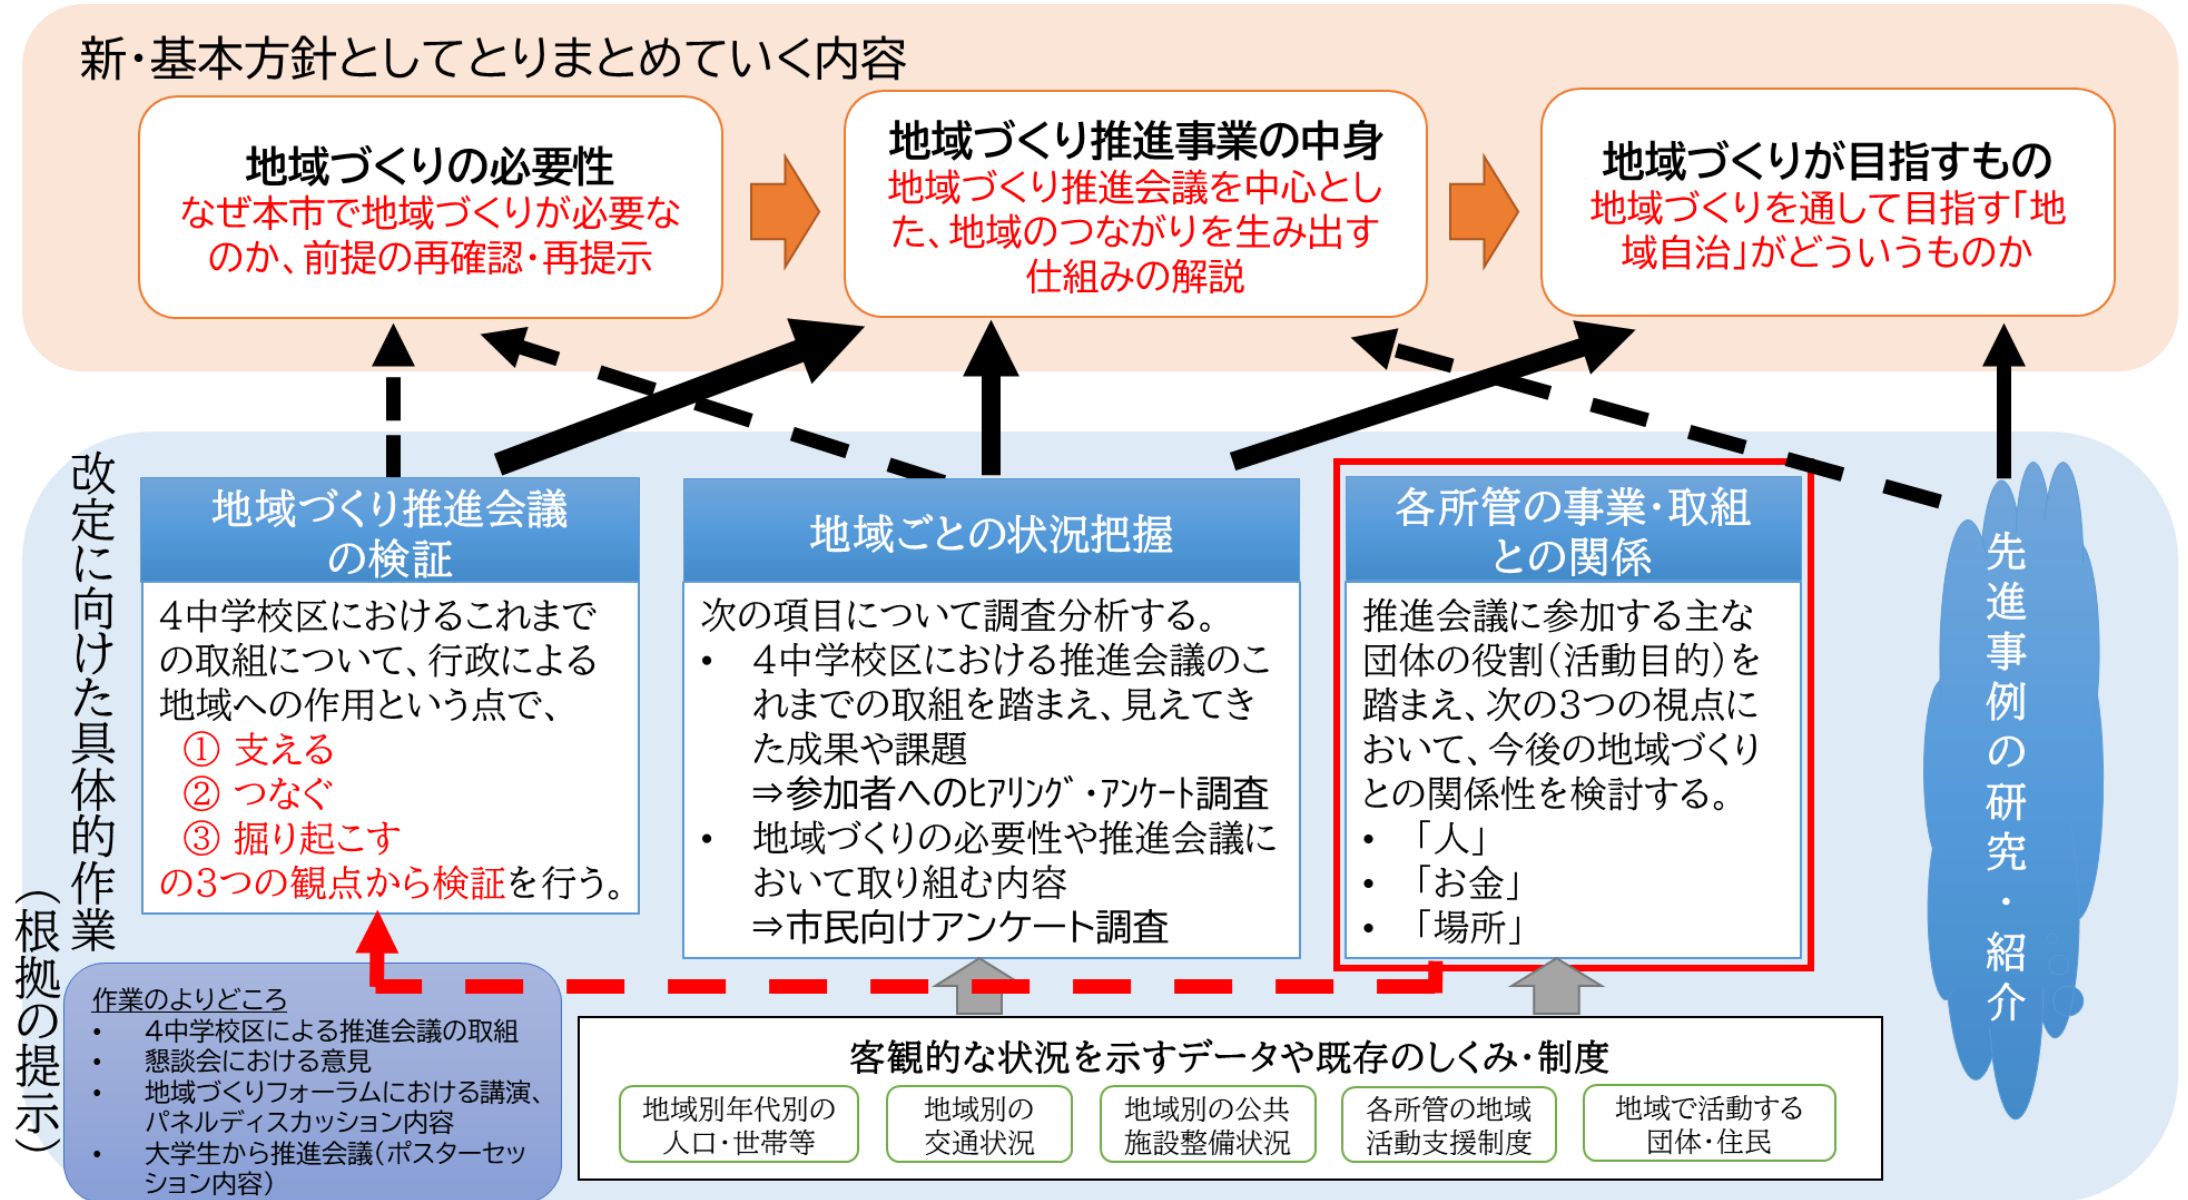 新・基本方針としてとりまとめていく内容
地域づくりの必要性
なぜ本市で地域づくりが必要な
のか、前提の再確認・再提示
地域づくり推進事業の中身
地域づくり推進会議を中心とし
た、地域のつながりを生み出す
仕組みの解説
地域づくりが目指すもの
地域づくりを通して目指す「地
域自治」がどういうものか
改定に向けた具体的作業
（根拠の提示）
地域づくり推進会議
の検証
４中学校区におけるこれまで
の取組について、行政による
地域への作用という点で、
① 支える
② つなぐ
③ 掘り起こす
の３つの観点から検証を行う。
地域ごとの状況把握
次の項目について調査分析する。
• ４中学校区における推進会議のこ
れまでの取組を踏まえ、見えてき
た成果や課題
⇒参加者へのﾋｱﾘﾝｸﾞ・ｱﾝｹｰﾄ調査
• 地域づくりの必要性や推進会議に
おいて取り組む内容
⇒市民向けアンケート調査
各所管の事業・取組
との関係
推進会議に参加する主な
団体の役割（活動目的）を
踏まえ、次の３つの視点に
おいて、今後の地域づくり
との関係性を検討する。
• 「人」
• 「お金」
• 「場所」
先進事例の研究・紹介
作業のよりどころ
• ４中学校区による推進会議の取組
• 懇談会における意見
• 地域づくりフォーラムにおける講演、
パネルディスカッション内容
• 大学生から推進会議（ポスターセッ
ション内容）
客観的な状況を示すデータや既存のしくみ・制度
地域別年代別の
人口・世帯等
地域別の
交通状況
地域別の公共
施設整備状況
各所管の地域
活動支援制度
地域で活動する
団体・住民